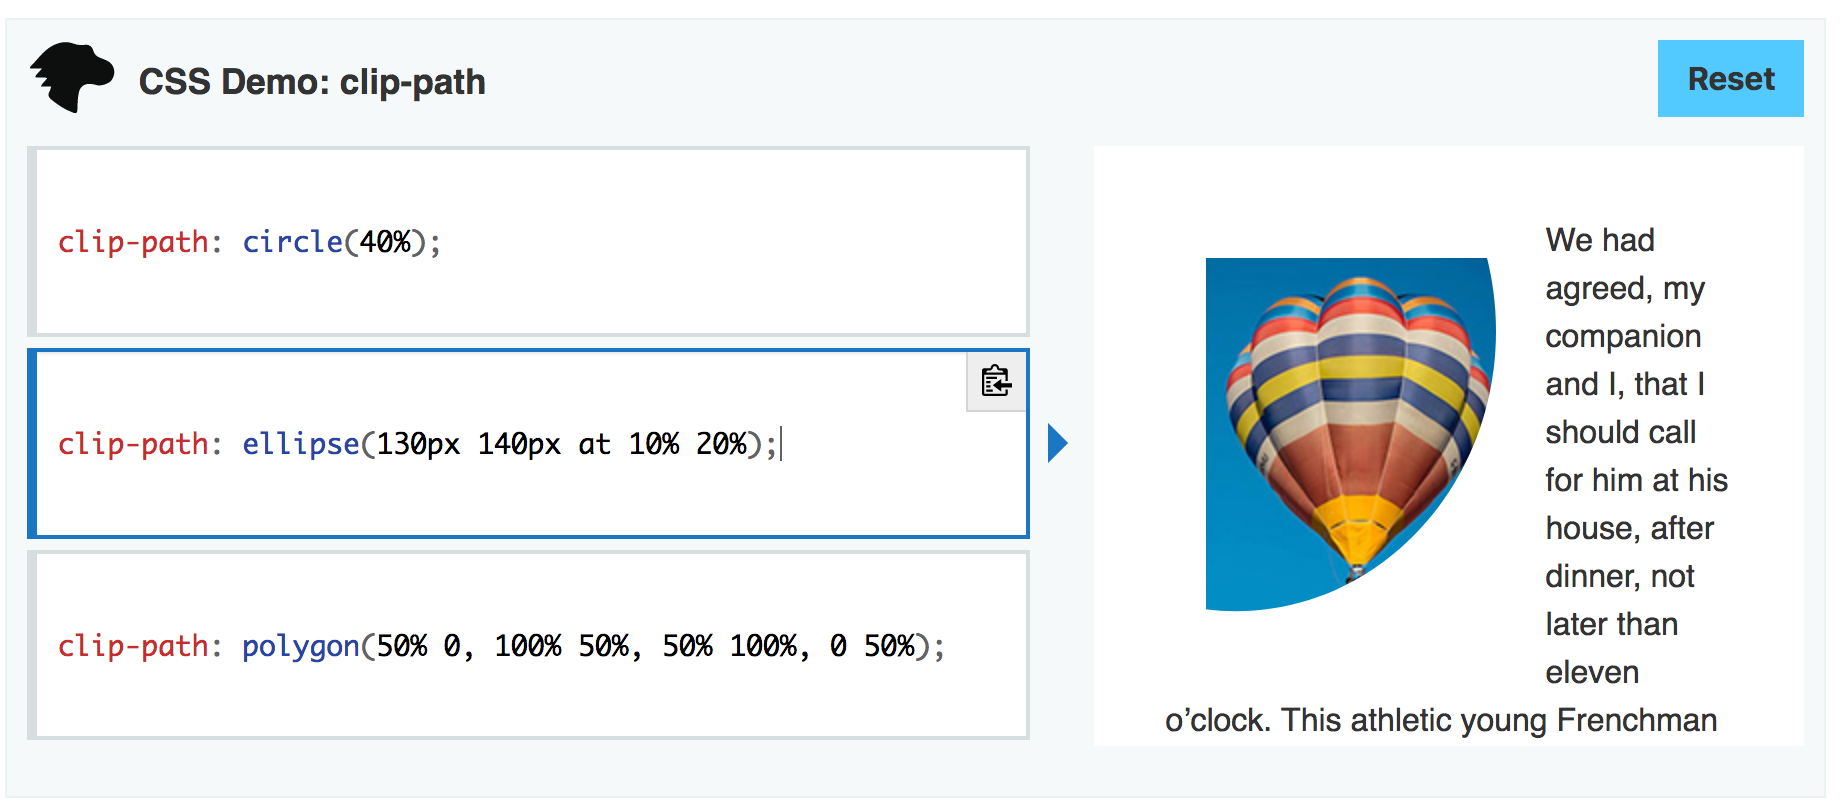 CSS Demo: clip-path
Reset
clip-path: circle(40%);
clip-path: ellipse(130px 140px at 10% 20%);
clip-path: polygon(50% 0, 100% 50%, 50% 100%, 0 50%);
We had
agreed, my
companion
and I, that I
should call
for him at his
house, after
dinner, not
later than
eleven
o’clock. This athletic young Frenchman